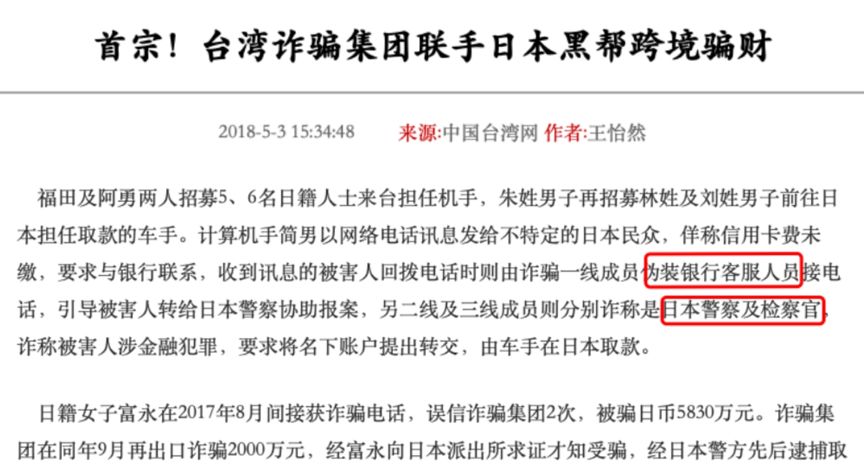 首宗！台湾诈骗集团联手日本黑帮跨境骗财
2018-5-3 15:34:48 来源:中国台湾网 作者:王怡然
福田及阿勇两人招募5、6名日籍人士来台担任机手，朱姓男子再招募林姓及刘姓男子前往日
本担任取款的车手。计算机手简男以网络电话讯息发给不特定的日本民众，佯称信用卡费未
缴，要求与银行联系，收到讯息的被害人回拨电话时则由诈骗一线成员伪装银行客服人员接电
话，引导被害人转给日本警察协助报案，另二线及三线成员则分别诈称是日本警察及检察官，
诈称被害人涉金融犯罪，要求将名下账户提出转交，由车手在日本取款。
日籍女子富永在2017年8月间接获诈骗电话，误信诈骗集团2次，被骗日币5830万元。诈骗集
团在同年9月再出口诈骗2000万元，经富永向日本派出所求证才知受骗，经日本警方先后逮捕取